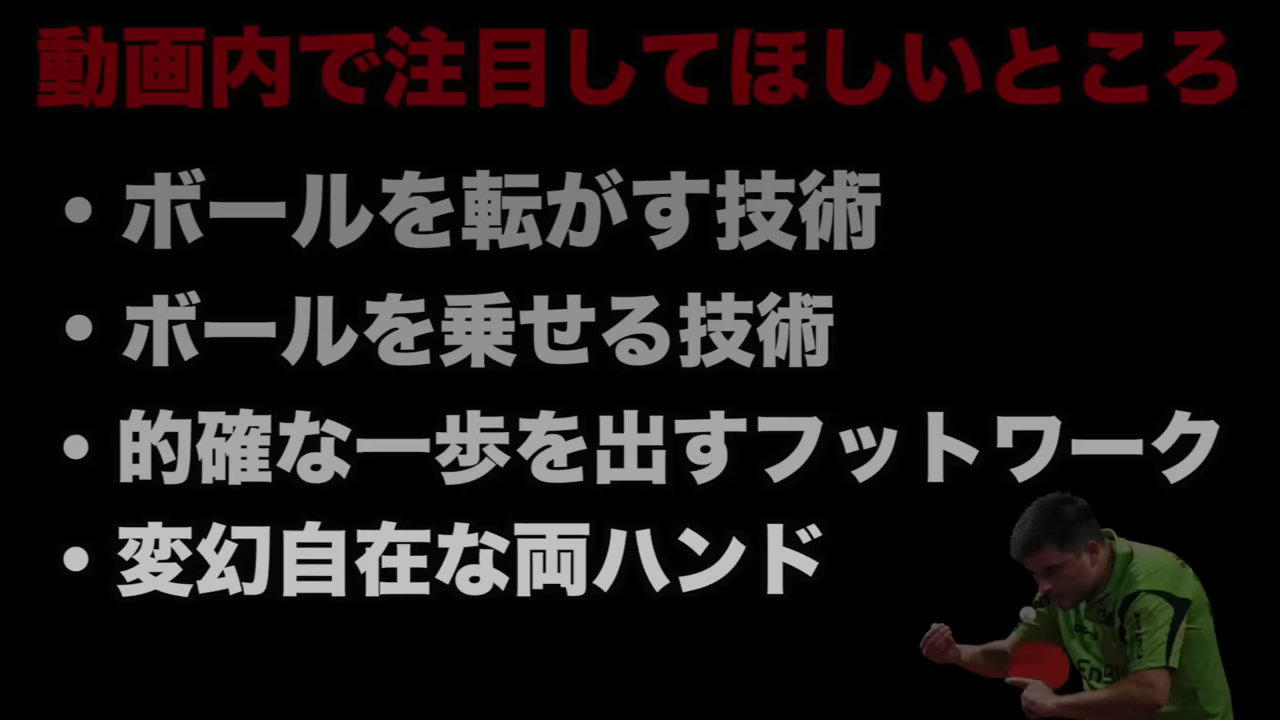 動画内で注目してほしいところ
・ボールを転がす技術
・ボールを乗せる技術
・的確な一歩を出すフットワーク
・変幻自在な両ハンド